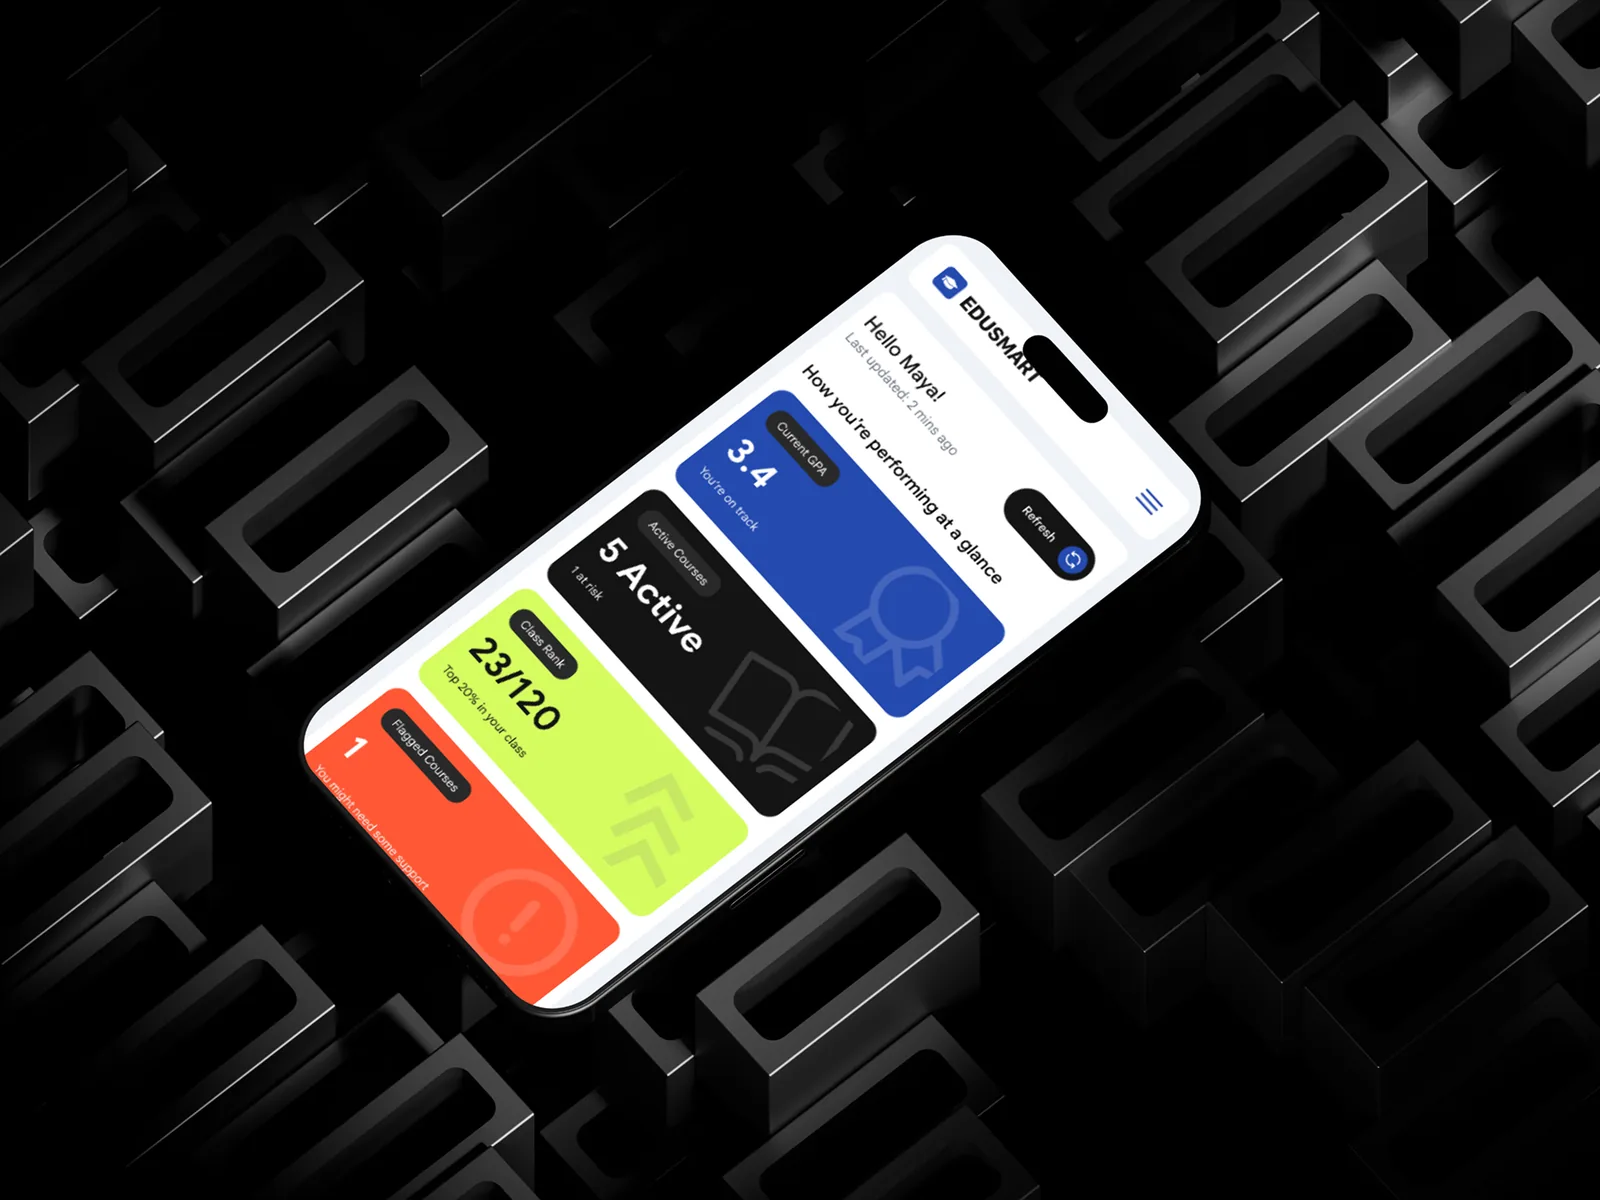 EDUSMART
Hello Maya!
Last updated: 2 mins ago
Refresh
How you're performing at a glance
Current GPA
3.4
You're on track
Active Courses
5 Active
1 at risk
Class Rank
23/120
Top 20% in your class
Flagged Courses
1
You might need some support